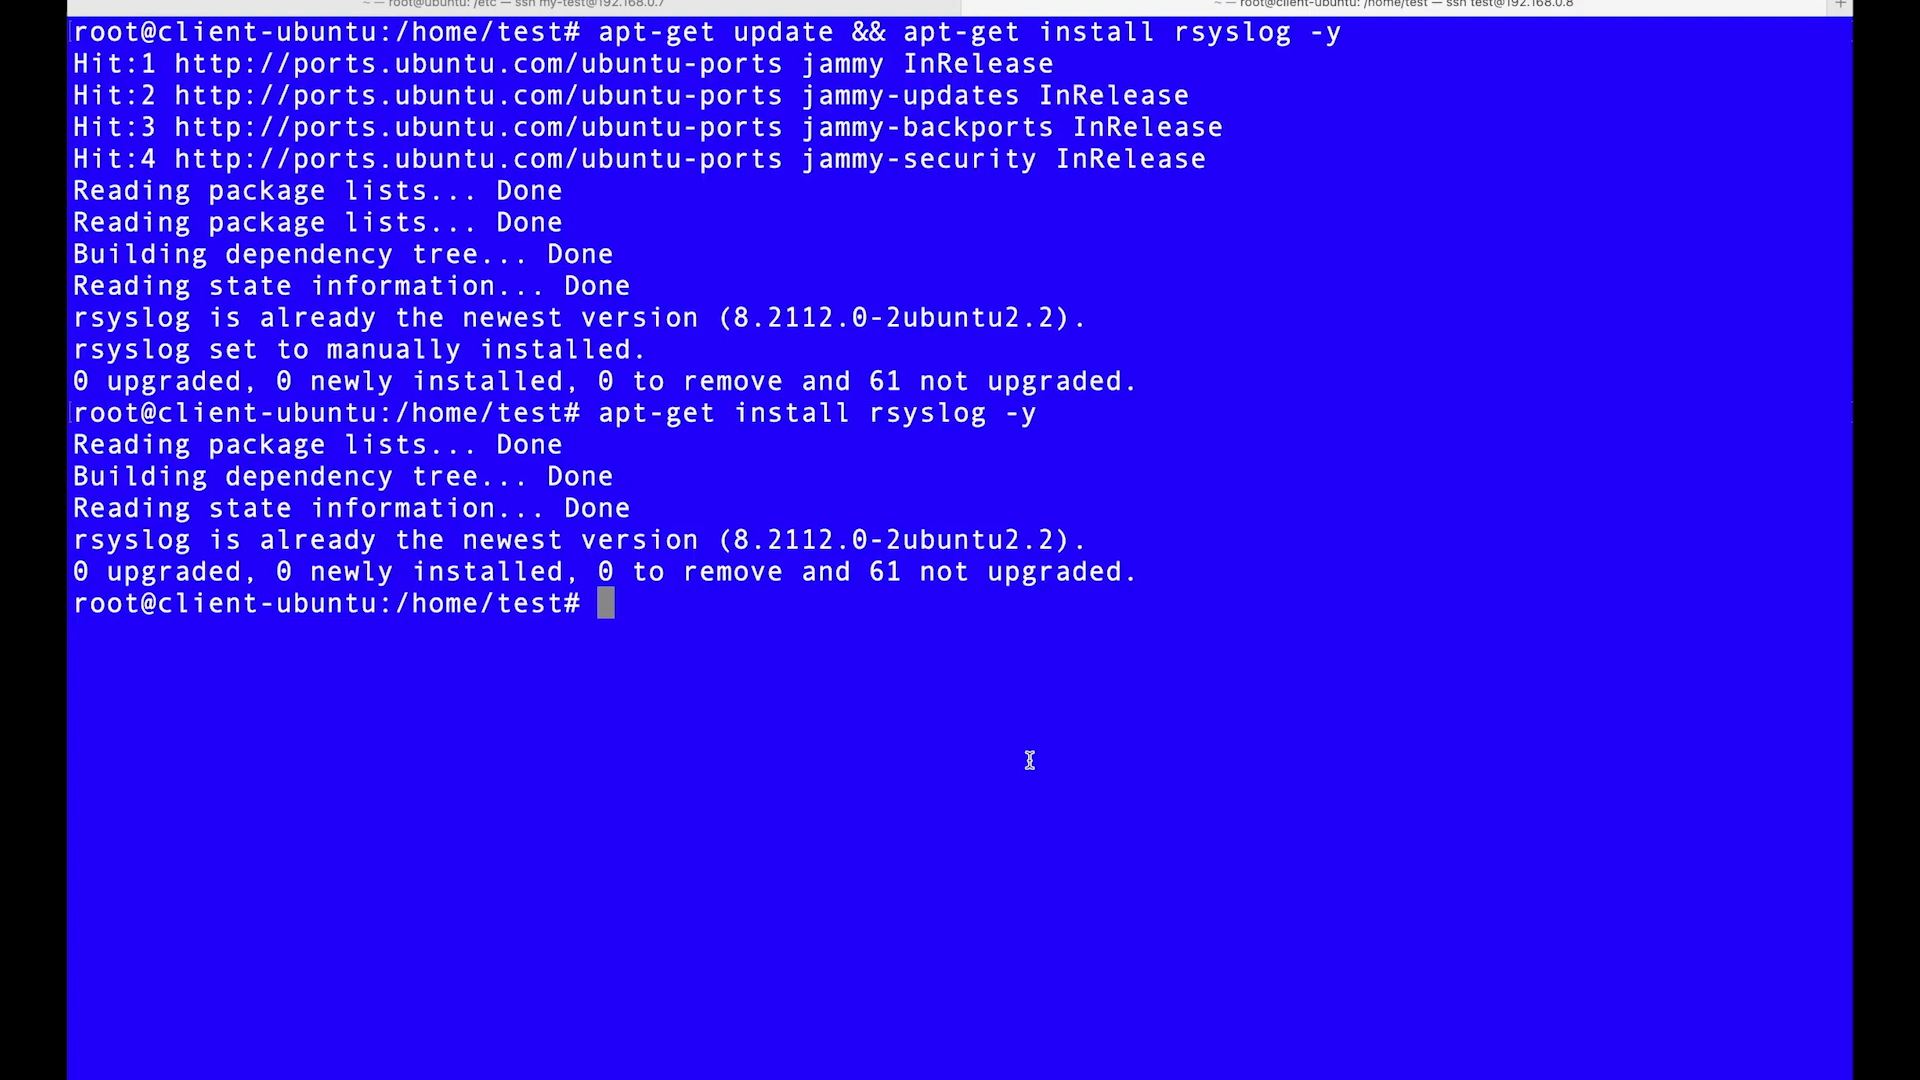 ~ — root@ubuntu: /etc — ssh my-test@192.168.0.7
~ — root@client-ubuntu: /home/test — ssh test@192.168.0.8 +
root@client-ubuntu:/home/test# apt-get update && apt-get install rsyslog -y
Hit:1 http://ports.ubuntu.com/ubuntu-ports jammy InRelease
Hit:2 http://ports.ubuntu.com/ubuntu-ports jammy-updates InRelease
Hit:3 http://ports.ubuntu.com/ubuntu-ports jammy-backports InRelease
Hit:4 http://ports.ubuntu.com/ubuntu-ports jammy-security InRelease
Reading package lists... Done
Reading package lists... Done
Building dependency tree... Done
Reading state information... Done
rsyslog is already the newest version (8.2112.0-2ubuntu2.2).
rsyslog set to manually installed.
0 upgraded, 0 newly installed, 0 to remove and 61 not upgraded.
root@client-ubuntu:/home/test# apt-get install rsyslog -y
Reading package lists... Done
Building dependency tree... Done
Reading state information... Done
rsyslog is already the newest version (8.2112.0-2ubuntu2.2).
0 upgraded, 0 newly installed, 0 to remove and 61 not upgraded.
root@client-ubuntu:/home/test#